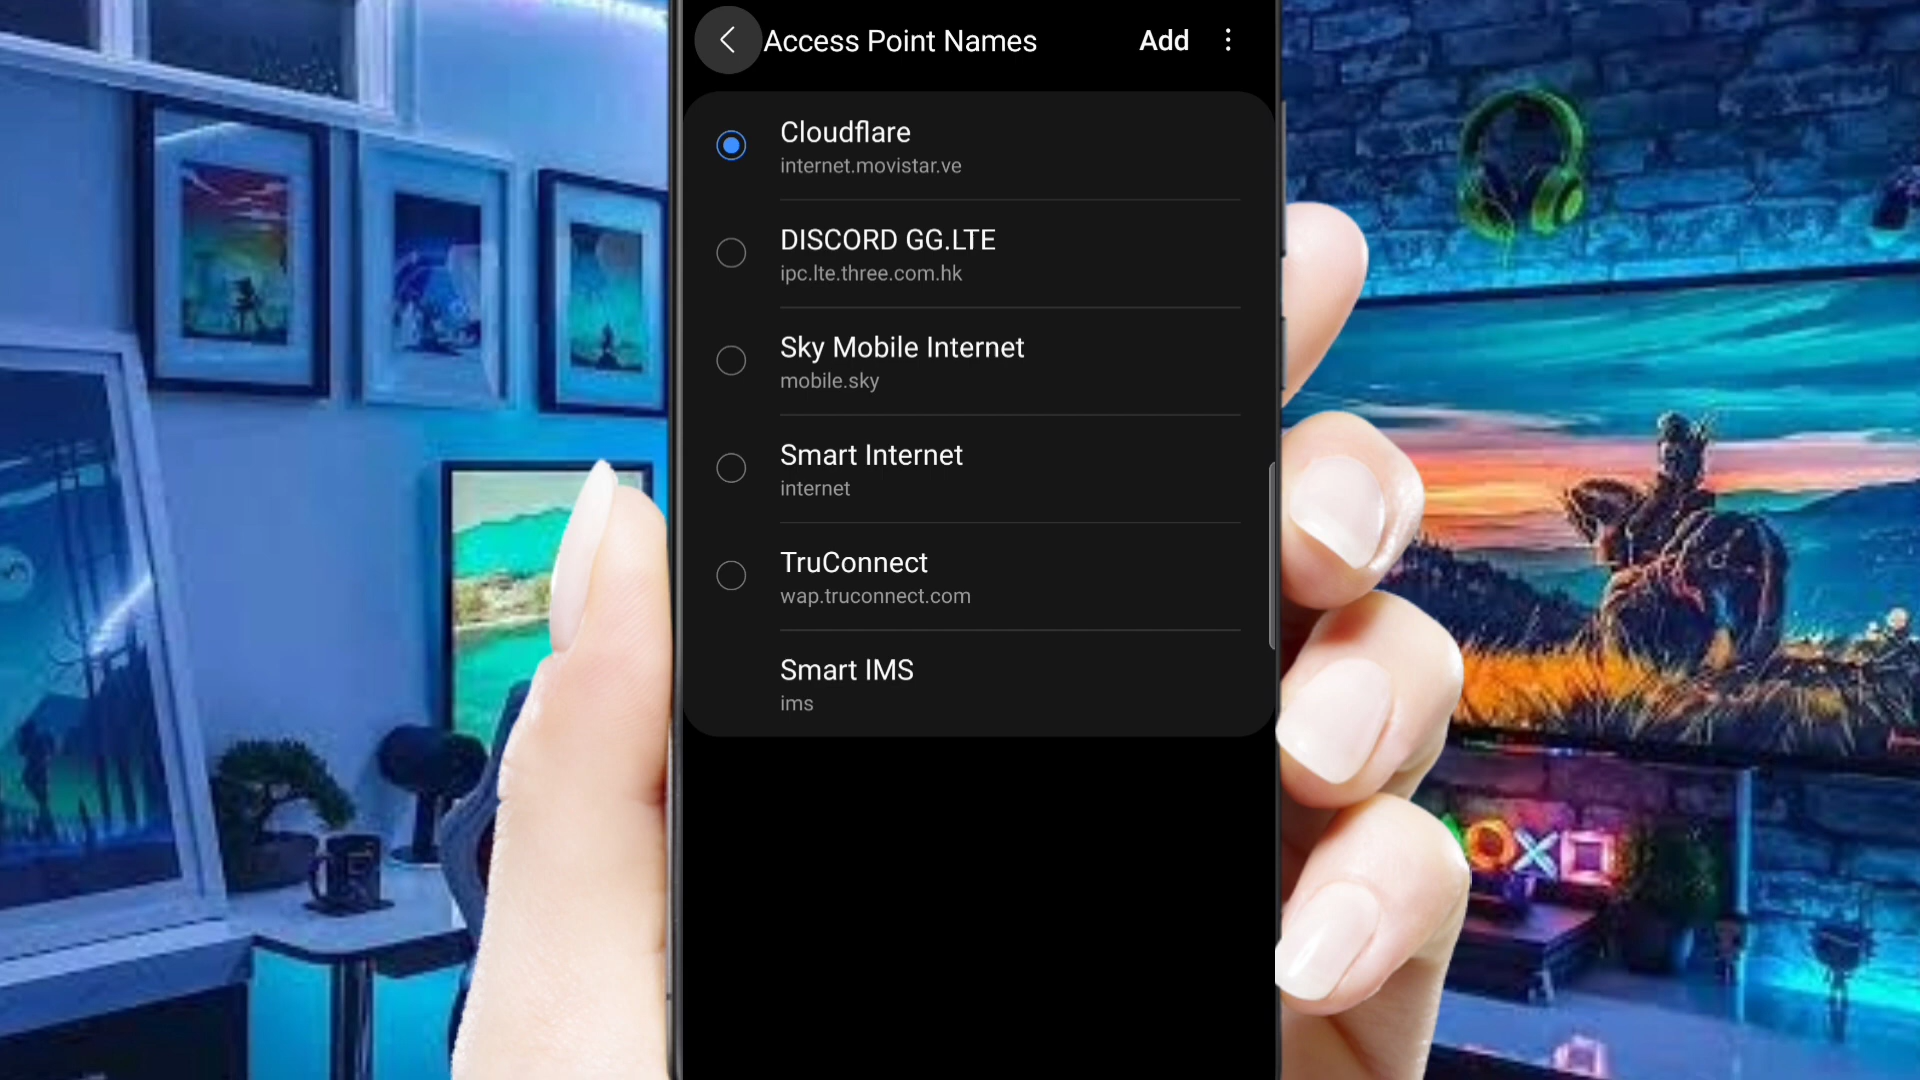 Access Point Names
Add
Cloudflare
internet.movistar.ve
DISCORD GG.LTE
ipc.lte.three.com.hk
Sky Mobile Internet
mobile.sky
Smart Internet
internet
TruConnect
wap.truconnect.com
Smart IMS
ims